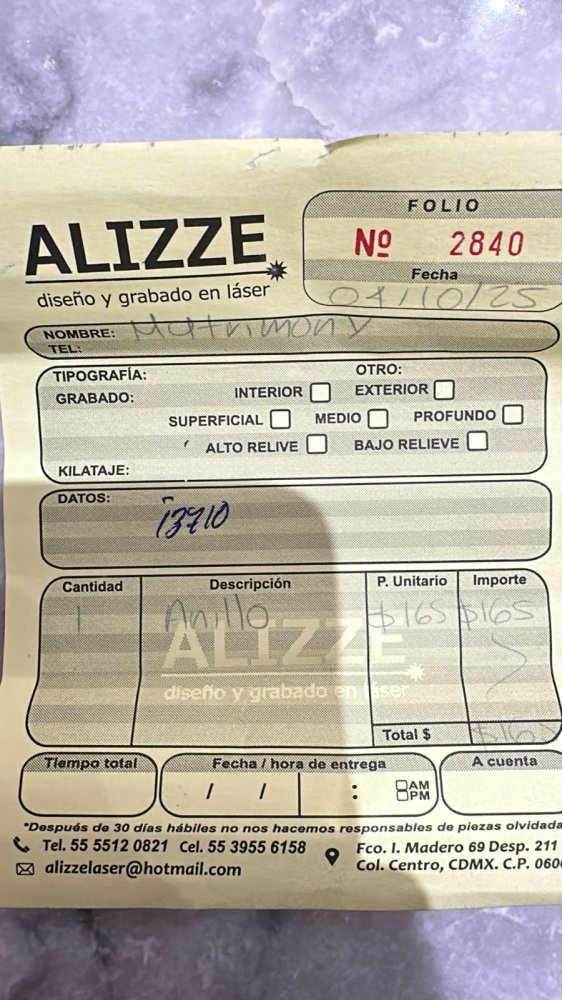 FOLIO
ALIZZE
Nº 2840
diseño y grabado en láser
Fecha
04/10/25
NOMBRE: Matrimony
TEL:
TIPOGRAFÍA: OTRO:
GRABADO: INTERIOR EXTERIOR
SUPERFICIAL MEDIO PROFUNDO
ALTO RELIVE BAJO RELIEVE
KILATAJE:
DATOS:
13710
Cantidad Descripción P. Unitario Importe
1 Anillo $165 $165
ALIZZE
diseño y grabado en láser
Total $ $165
Tiempo total Fecha / hora de entrega A cuenta
/ / : AM
PM
*Después de 30 días hábiles no nos hacemos responsables de piezas olvidada
Tel. 55 5512 0821 Cel. 55 3955 6158
alizzelaser@hotmail.com
Fco. I. Madero 69 Desp. 211
Col. Centro, CDMX. C.P. 060